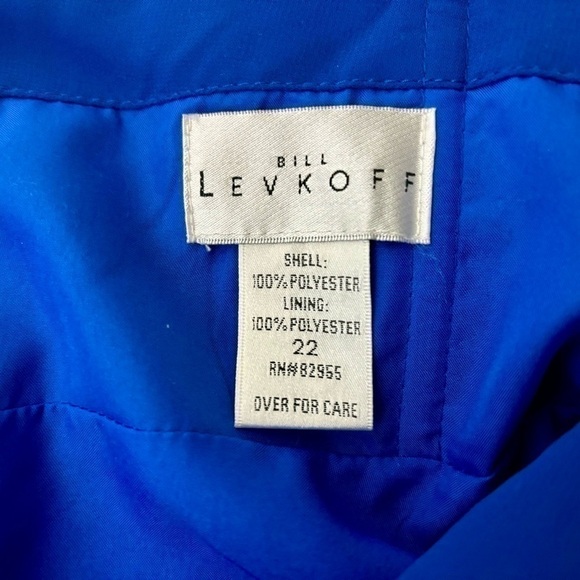 BILL
LEVKOFF
SHELL:
100% POLYESTER
LINING:
100% POLYESTER
22
RN#82955
OVER FOR CARE